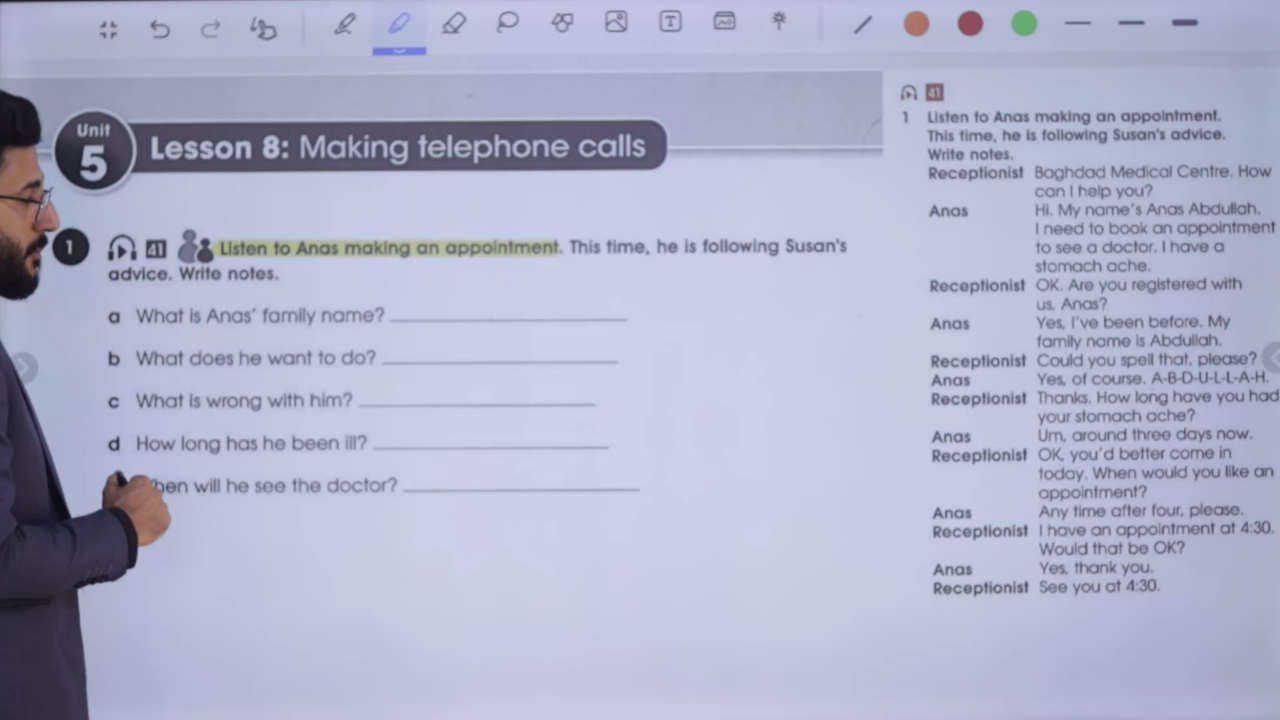 Unit
5
Lesson 8: Making telephone calls
1
41
Listen to Anas making an appointment. This time, he is following Susan's
advice. Write notes.
a What is Anas' family name?
b What does he want to do?
c What is wrong with him?
d How long has he been ill?
will he see the doctor?
41
1 Listen to Anas making an appointment.
This time, he is following Susan's advice.
Write notes.
Receptionist Baghdad Medical Centre. How
can I help you?
Anas Hi. My name's Anas Abdullah.
I need to book an appointment
to see a doctor. I have a
stomach ache.
Receptionist OK. Are you registered with
us, Anas?
Anas Yes, I've been before. My
family name is Abdullah.
Receptionist Could you spell that, please?
Anas Yes, of course. A-B-D-U-L-L-A-H.
Receptionist Thanks. How long have you had
your stomach ache?
Anas Um, around three days now.
Receptionist OK, you'd better come in
today. When would you like an
appointment?
Anas Any time after four, please.
Receptionist I have an appointment at 4:30.
Would that be OK?
Anas Yes, thank you.
Receptionist See you at 4:30.